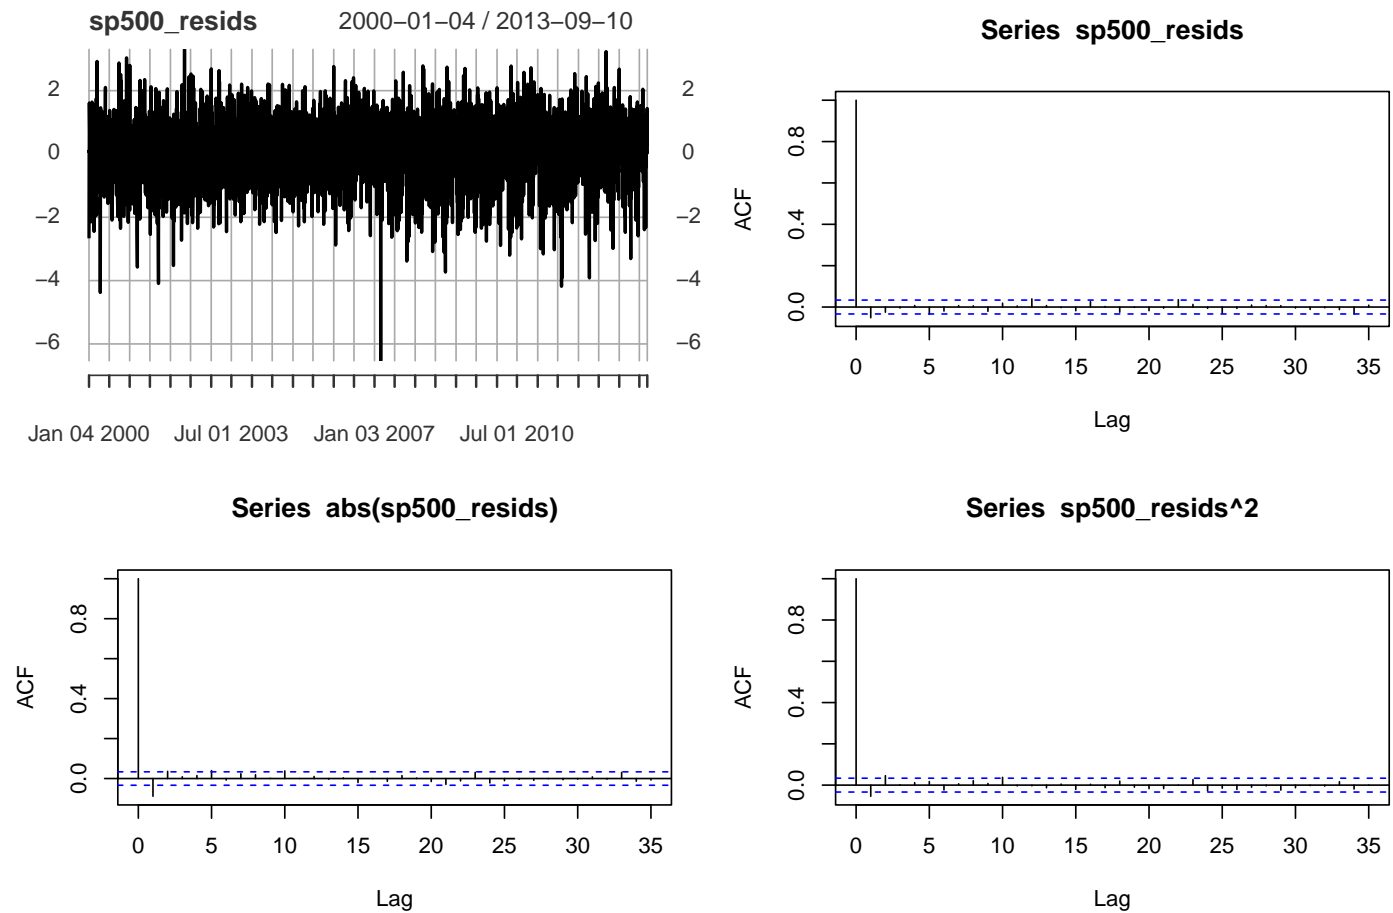 sp500_resids 2000−01−04 / 2013−09−10
2 2
0 0
−2 −2
−4 −4
−6 −6
Jan 04 2000 Jul 01 2003 Jan 03 2007 Jul 01 2010
Series sp500_resids
ACF
0.8
0.4
0.0
0 5 10 15 20 25 30 35
Lag
Series abs(sp500_resids)
ACF
0.8
0.4
0.0
0 5 10 15 20 25 30 35
Lag
Series sp500_resids^2
ACF
0.8
0.4
0.0
0 5 10 15 20 25 30 35
Lag